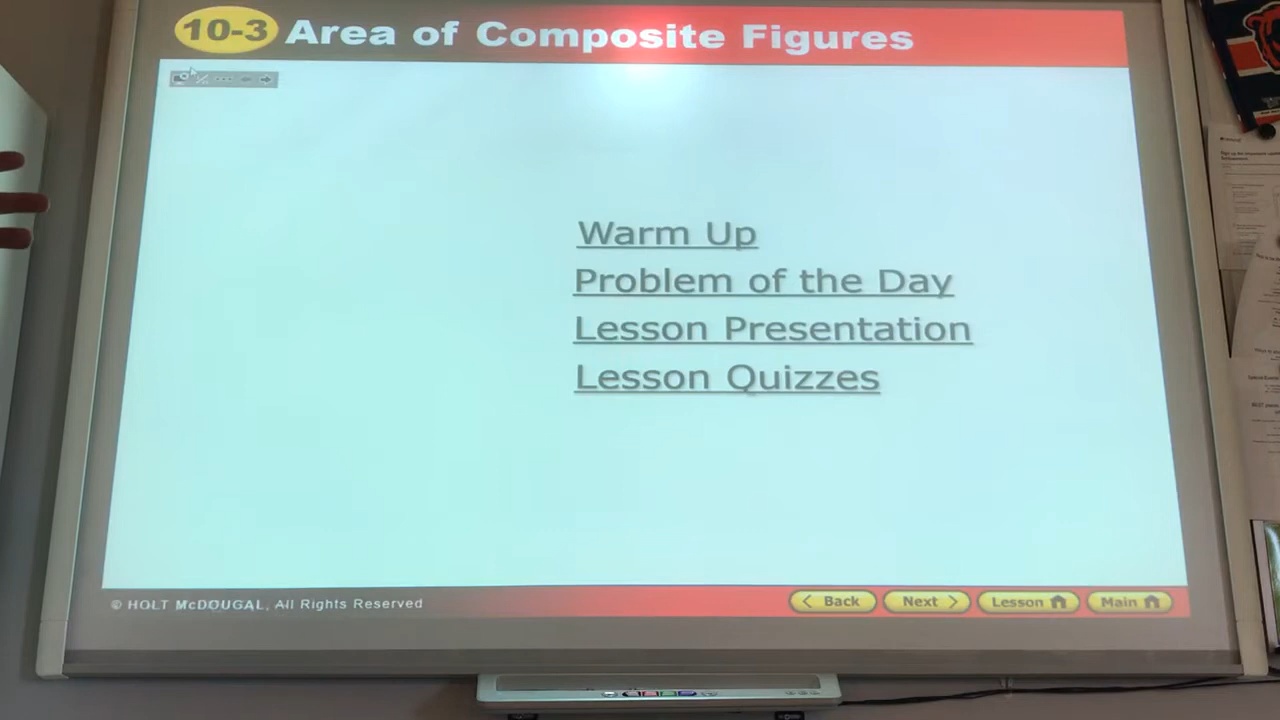 10-3 Area of Composite Figures
Warm Up
Problem of the Day
Lesson Presentation
Lesson Quizzes
© HOLT McDOUGAL, All Rights Reserved
< Back
Next >
Lesson
Main